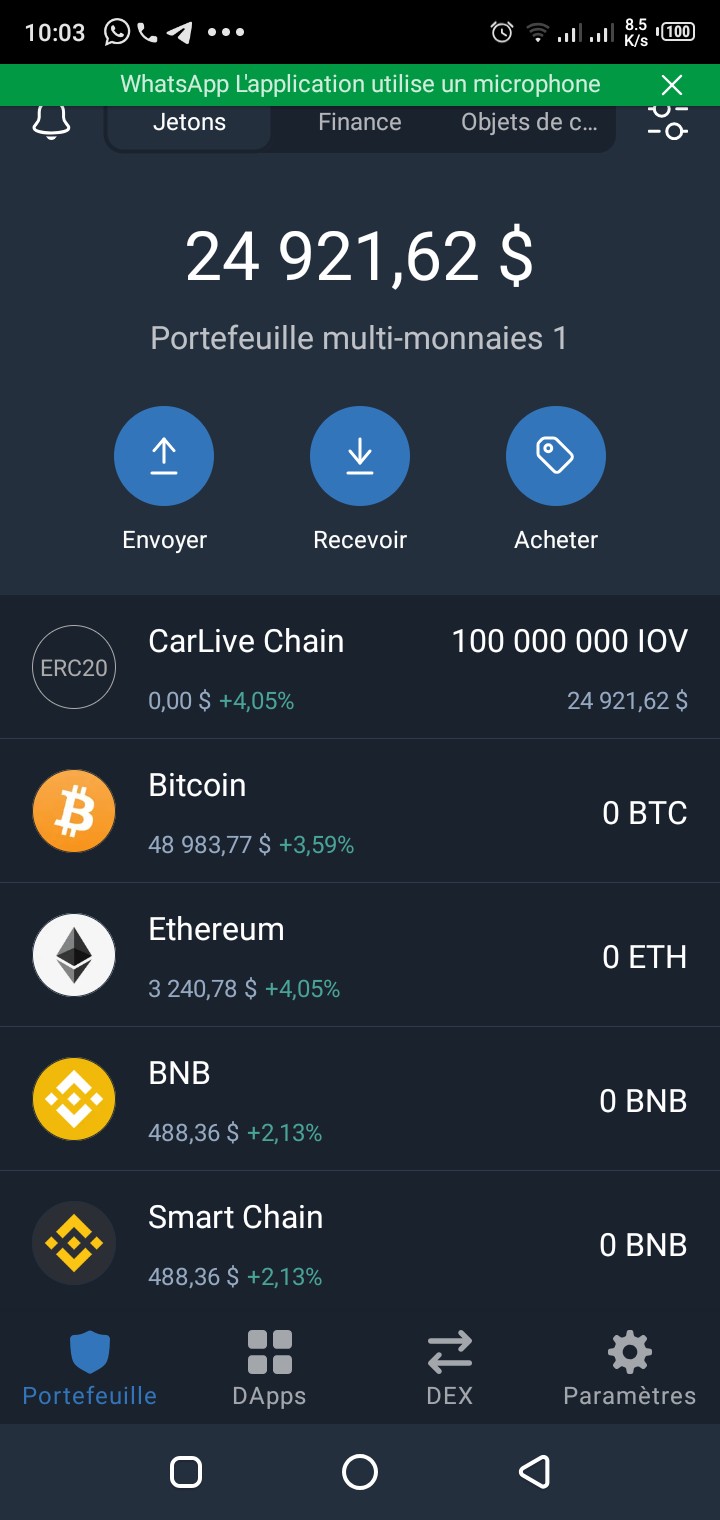 10:03
8.5
K/s
100
WhatsApp L'application utilise un microphone
Jetons Finance Objets de c...
24 921,62 $
Portefeuille multi-monnaies 1
Envoyer Recevoir Acheter
ERC20
CarLive Chain 100 000 000 IOV
0,00 $ +4,05% 24 921,62 $
Bitcoin
0 BTC
48 983,77 $ +3,59%
Ethereum
0 ETH
3 240,78 $ +4,05%
BNB
0 BNB
488,36 $ +2,13%
Smart Chain
0 BNB
488,36 $ +2,13%
Portefeuille DApps DEX Paramètres